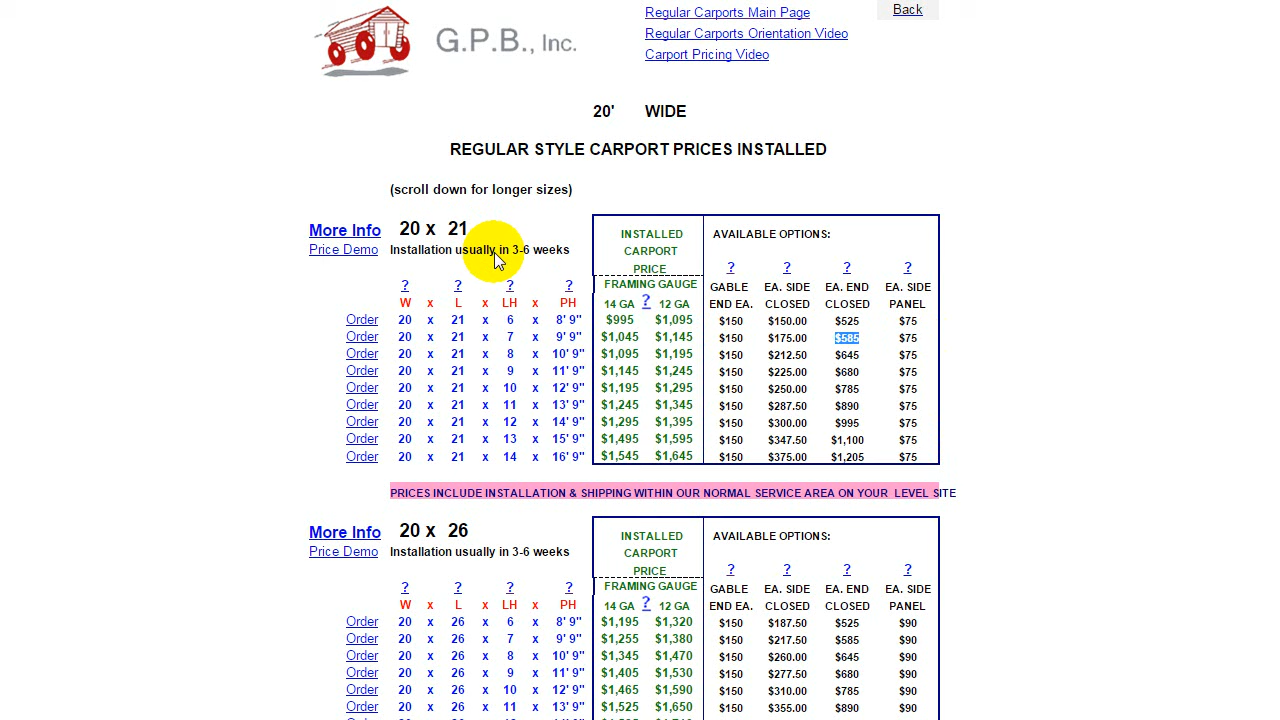 G.P.B., Inc.
Regular Carports Main Page
Regular Carports Orientation Video
Carport Pricing Video
Back
20' WIDE
REGULAR STYLE CARPORT PRICES INSTALLED
(scroll down for longer sizes)
More Info 20 x 21
Price Demo Installation usually in 3-6 weeks
INSTALLED CARPORT PRICE
AVAILABLE OPTIONS:
? ? ? ?
? ? ? ? FRAMING GAUGE GABLE EA. SIDE EA. END EA. SIDE
W x L x LH x PH 14 GA ? 12 GA END EA. CLOSED CLOSED PANEL
Order 20 x 21 x 6 8' 9" $995 $1,095 $150 $150.00 $525 $75
Order 20 x 21 x 7 9' 9" $1,045 $1,145 $150 $175.00 $585 $75
Order 20 x 21 x 8 10' 9" $1,095 $1,195 $150 $212.50 $645 $75
Order 20 x 21 x 9 11' 9" $1,145 $1,245 $150 $225.00 $680 $75
Order 20 x 21 x 10 x 12' 9" $1,195 $1,295 $150 $250.00 $785 $75
Order 20 x 21 x 11 x 13' 9" $1,245 $1,345 $150 $287.50 $890 $75
Order 20 x 21 x 12 x 14' 9" $1,295 $1,395 $150 $300.00 $995 $75
Order 20 x 21 x 13 x 15' 9" $1,495 $1,595 $150 $347.50 $1,100 $75
Order 20 x 21 x 14 x 16' 9" $1,545 $1,645 $150 $375.00 $1,205 $75
PRICES INCLUDE INSTALLATION & SHIPPING WITHIN OUR NORMAL SERVICE AREA ON YOUR LEVEL SITE
More Info 20 x 26
Price Demo Installation usually in 3-6 weeks
INSTALLED CARPORT PRICE
AVAILABLE OPTIONS:
? ? ? ?
? ? ? ? FRAMING GAUGE GABLE EA. SIDE EA. END EA. SIDE
W x L x LH x PH 14 GA ? 12 GA END EA. CLOSED CLOSED PANEL
Order 20 x 26 x 6 x 8' 9" $1,195 $1,320 $150 $187.50 $525 $90
Order 20 x 26 x 7 x 9' 9" $1,255 $1,380 $150 $217.50 $585 $90
Order 20 x 26 x 8 x 10' 9" $1,345 $1,470 $150 $260.00 $645 $90
Order 20 x 26 x 9 x 11' 9" $1,405 $1,530 $150 $277.50 $680 $90
Order 20 x 26 x 10 x 12' 9" $1,465 $1,590 $150 $310.00 $785 $90
Order 20 x 26 x 11 x 13' 9" $1,525 $1,650 $150 $355.00 $890 $90